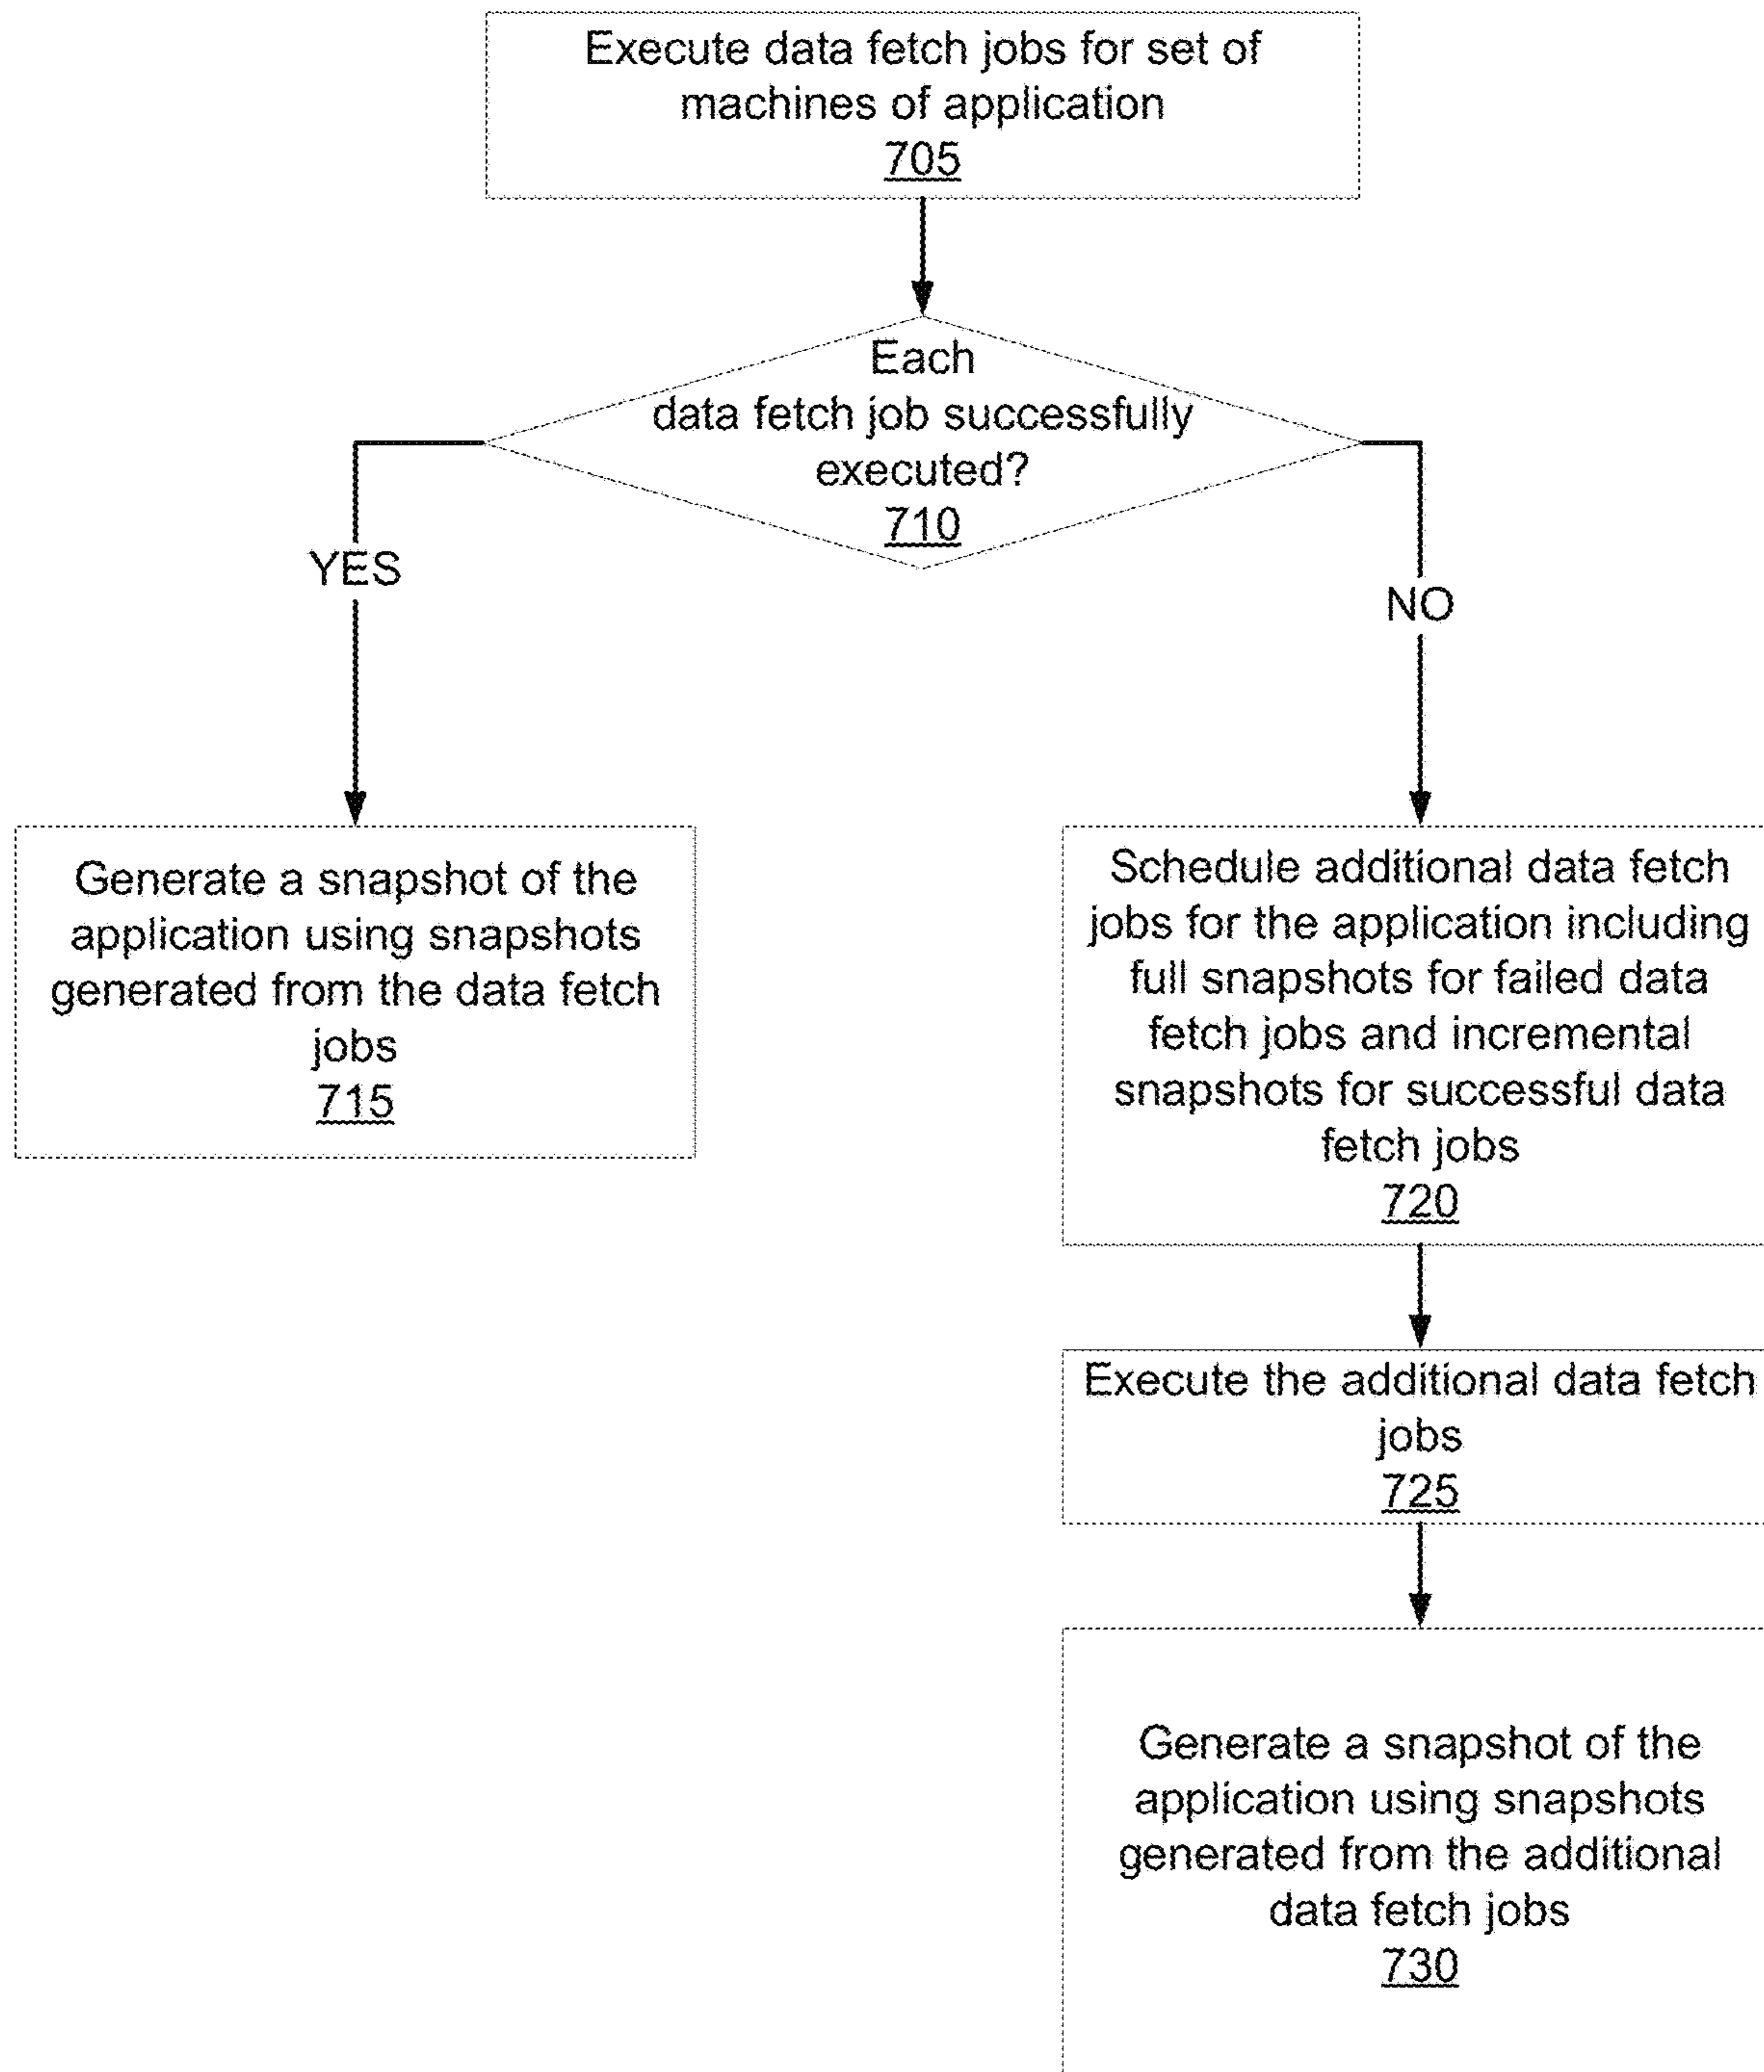 Execute data fetch jobs for set of
machines of application
705
Each
data fetch job successfully
executed?
710
YES
NO
Generate a snapshot of the
application using snapshots
generated from the data fetch
jobs
715
Schedule additional data fetch
jobs for the application including
full snapshots for failed data
fetch jobs and incremental
snapshots for successful data
fetch jobs
720
Execute the additional data fetch
jobs
725
Generate a snapshot of the
application using snapshots
generated from the additional
data fetch jobs
730